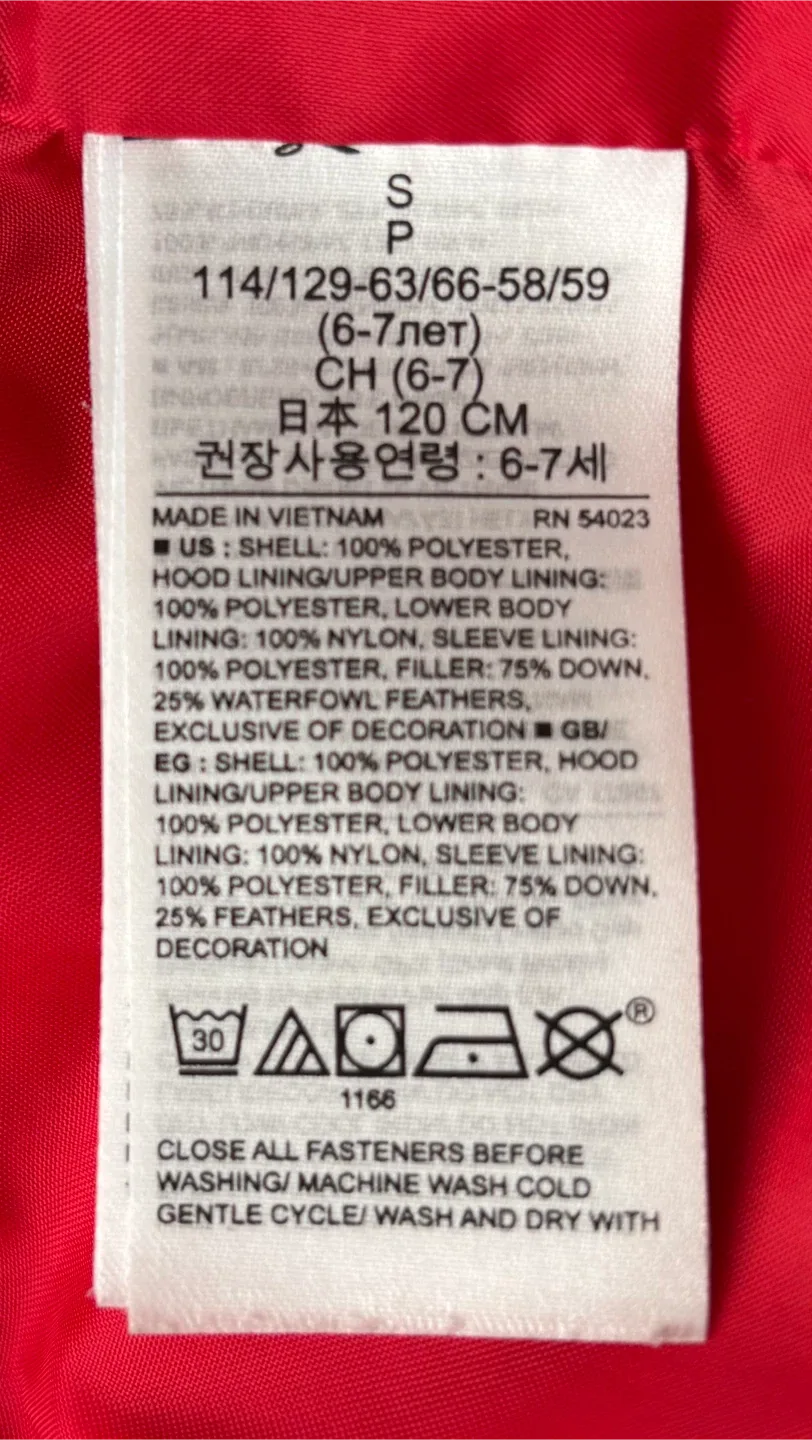 S
P
114/129-63/66-58/59
(6-7лет)
CH (6-7)
日本 120 CM
권장사용연령 : 6-7세
MADE IN VIETNAM RN 54023
■ US : SHELL: 100% POLYESTER,
HOOD LINING/UPPER BODY LINING:
100% POLYESTER, LOWER BODY
LINING: 100% NYLON, SLEEVE LINING:
100% POLYESTER, FILLER: 75% DOWN,
25% WATERFOWL FEATHERS,
EXCLUSIVE OF DECORATION ■ GB/
EG : SHELL: 100% POLYESTER, HOOD
LINING/UPPER BODY LINING:
100% POLYESTER, LOWER BODY
LINING: 100% NYLON, SLEEVE LINING:
100% POLYESTER, FILLER: 75% DOWN,
25% FEATHERS, EXCLUSIVE OF
DECORATION
30 ®
1166
CLOSE ALL FASTENERS BEFORE
WASHING/ MACHINE WASH COLD
GENTLE CYCLE/ WASH AND DRY WITH